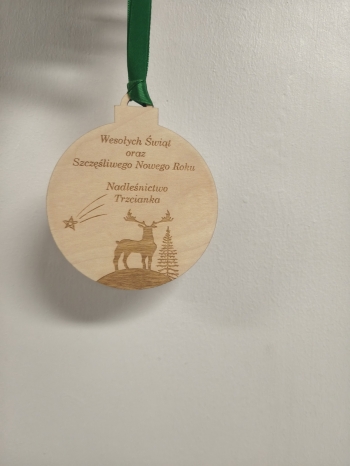 Wesołych Świąt
oraz
Szczęśliwego Nowego Roku
Nadleśnictwo
Trzcianka